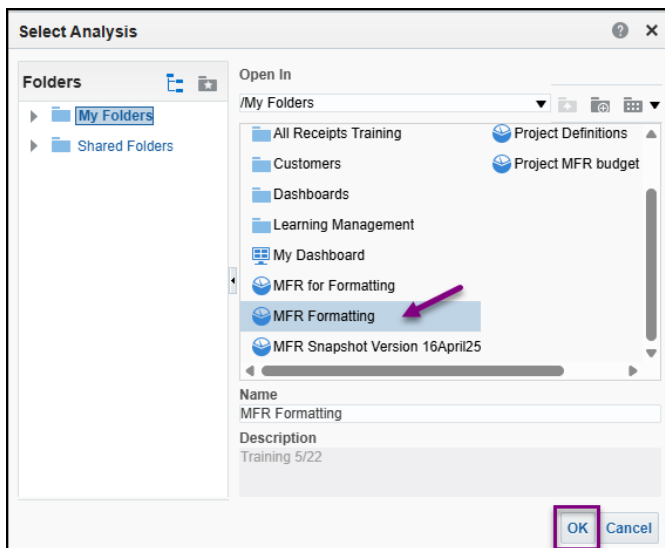 Select Analysis
Folders
My Folders
Shared Folders
Open In
/My Folders
All Receipts Training
Customers
Dashboards
Learning Management
My Dashboard
MFR for Formatting
MFR Formatting
MFR Snapshot Version 16April25
Project Definitions
Project MFR budget
Name
MFR Formatting
Description
Training 5/22
OK Cancel